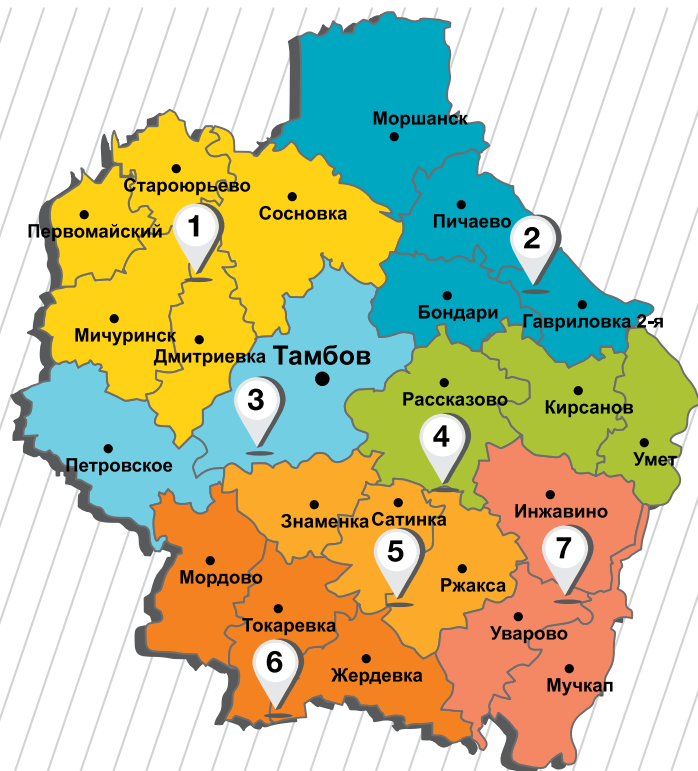 Моршанск
Староюрьево
Сосновка
Пичаево
Первомайский
1
2
Бондари
Гавриловка 2-я
Мичуринск
Дмитриевка
Тамбов
Рассказово
3
Кирсанов
4
Умет
Петровское
Инжавино
Знаменка
Сатинка
5
7
Мордово
Ржакса
Токаревка
Уварово
6
Жердевка
Мучкап